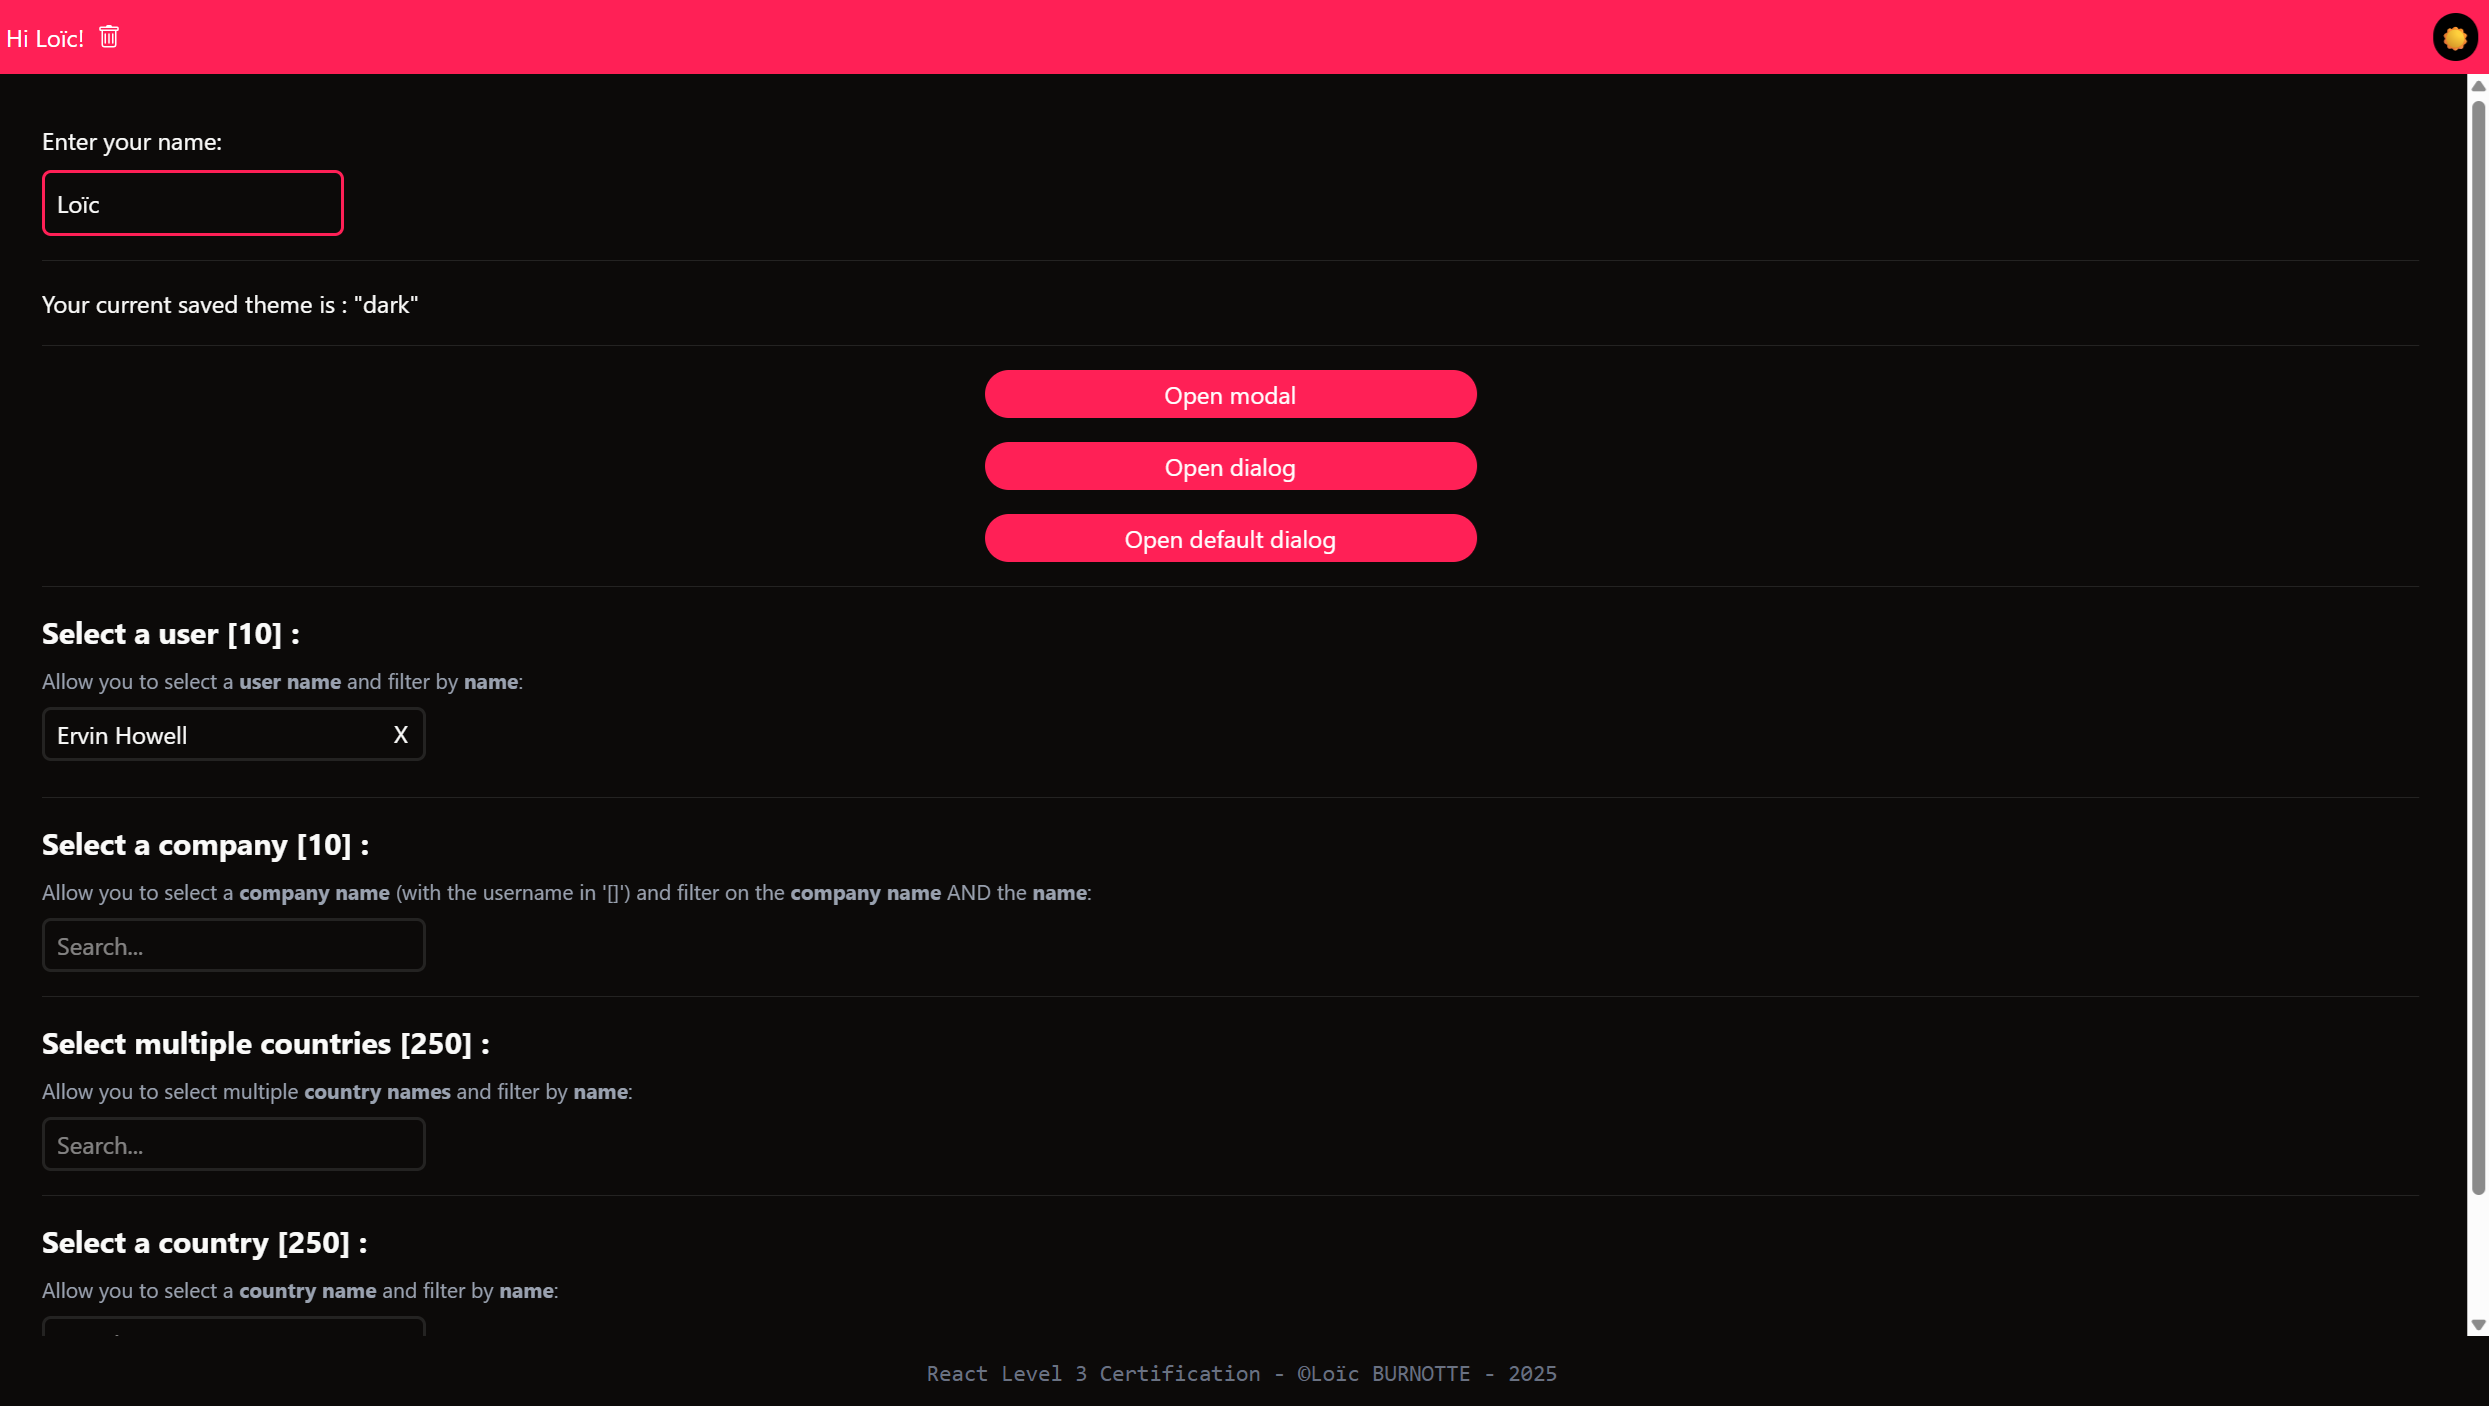 Hi Loïc!
Enter your name:
Loïc
Your current saved theme is : "dark"
Open modal
Open dialog
Open default dialog
Select a user [10] :
Allow you to select a user name and filter by name:
Ervin Howell X
Select a company [10] :
Allow you to select a company name (with the username in '[]') and filter on the company name AND the name:
Search...
Select multiple countries [250] :
Allow you to select multiple country names and filter by name:
Search...
Select a country [250] :
Allow you to select a country name and filter by name:
React Level 3 Certification - ©Loïc BURNOTTE - 2025